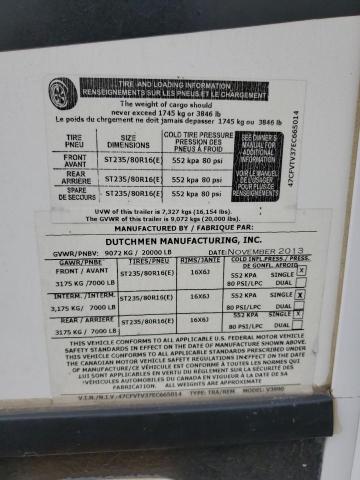 TIRE AND LOADING INFORMATION
RENSEIGNEMENTS SUR LES PNEUS ET LE CHARGEMENT
The weight of cargo should
never exceed 1745 kg or 3846 lb
Le poids du chrgement ne doit jamais depasser 1745 kg ou 3846 lb
TIRE PNEU SIZE DIMENSIONS COLD TIRE PRESSURE PRESSION DES PNEUS A FROID
FRONT AVANT ST235/80R16(E) 552 kpa 80 psi
REAR ARRIERE ST235/80R16(E) 552 kpa 80 psi
SPARE DE SECOURS ST235/80R16(E) 552 kpa 80 psi
SEE OWNER'S
MANUAL FOR
ADDITIONAL
INFORMATION
VOIR LE MANUEL
DE L'USAGER
POUR PLUS DE
RENSEIGNEMENTS
47CFVTV37EC665014
UVW of this trailer is 7,327 kgs (16,154 lbs).
The GVWR of this trailer is 9,072 kgs (20,000 lbs).
MANUFACTURED BY / FABRIQUE PAR:
DUTCHMEN MANUFACTURING, INC.
GVWR/PNBV: 9072 KG / 20000 LB DATE: NOVEMBER 2013
GAWR/PNBE TIRES/PNEU RIMS/JANTE COLD INFL.PRESS / PRESS. DE GONFL. AFROID
FRONT / AVANT ST235/80R16(E) 16X6J 552 KPA SINGLE X
3175 KG/7000 LB 80 PSI/LPC DUAL
INTERM. / INTERM. ST235/80R16(E) 16X6J 552 KPA SINGLE X
3,175 KG/ 7000 LB 80 PSI/LPC DUAL
REAR / ARRIERE ST235/80R16(E) 16X6J 552 KPA SINGLE X
3175 KG / 7000 LB 80 PSI/LPC DUAL
THIS VEHICLE CONFORMS TO ALL APPLICABLE U.S. FEDERAL MOTOR VEHICLE
SAFETY STANDARDS IN EFFECT ON THE DATE OF MANUFACTURE SHOWN ABOVE.
THIS VEHICLE CONFORMS TO ALL APPLICABLE STANDARDS PRESCRIBED UNDER
THE CANADIAN MOTOR VEHICLE SAFETY REGULATIONS IN EFFECT ON THE DATE
OF MANUFACTURE/CE VEHICULE EST CONFORME A TOUTES LES NORMES QUI
LUI SONT APPLICABLES EN VERTU DU RÈGLEMENT SUR LA SECURITE DES
VÉHICULES AUTOMOBILES DU CANADA EN VIGUEUR A LA DATE DE SA
FABRICATION. ALL WEIGHTS ARE APPROXIMATE
V.I.N./N.I.V: 47CFVTV37EC665014 TYPE: TRA/REM MODEL: V3990